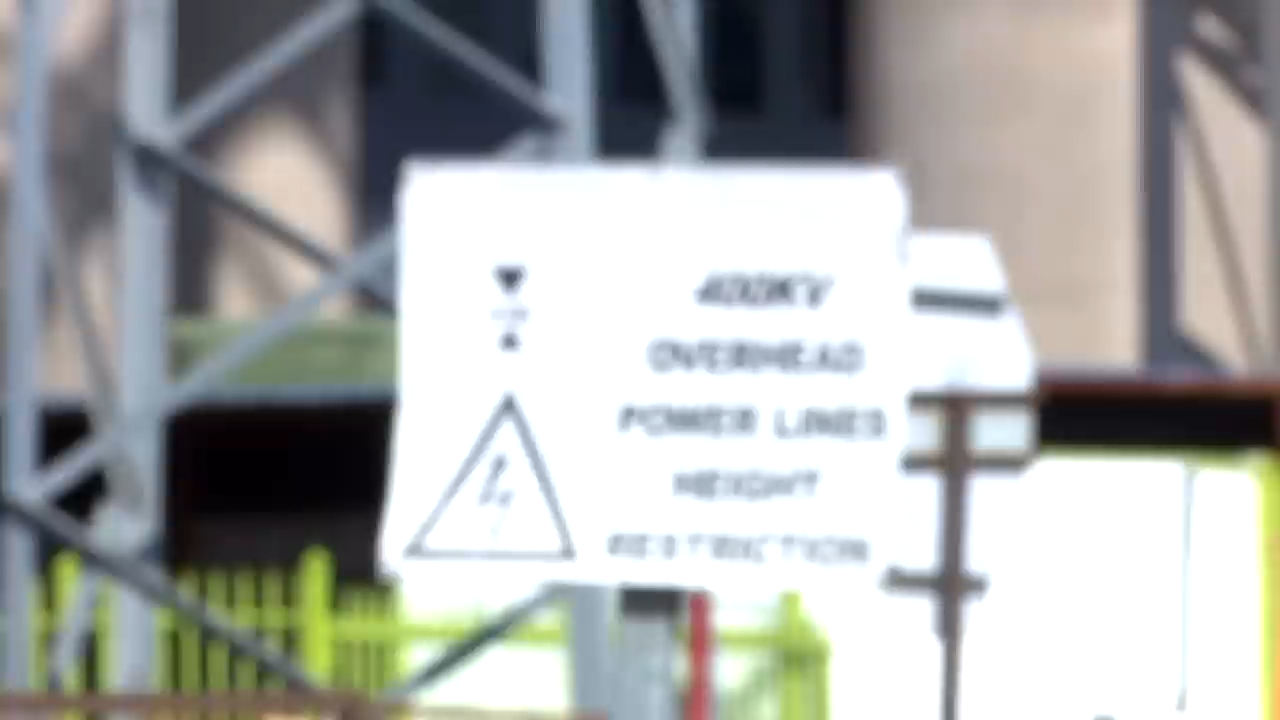 400KV
OVERHEAD
POWER LINES
HEIGHT
RESTRICTION